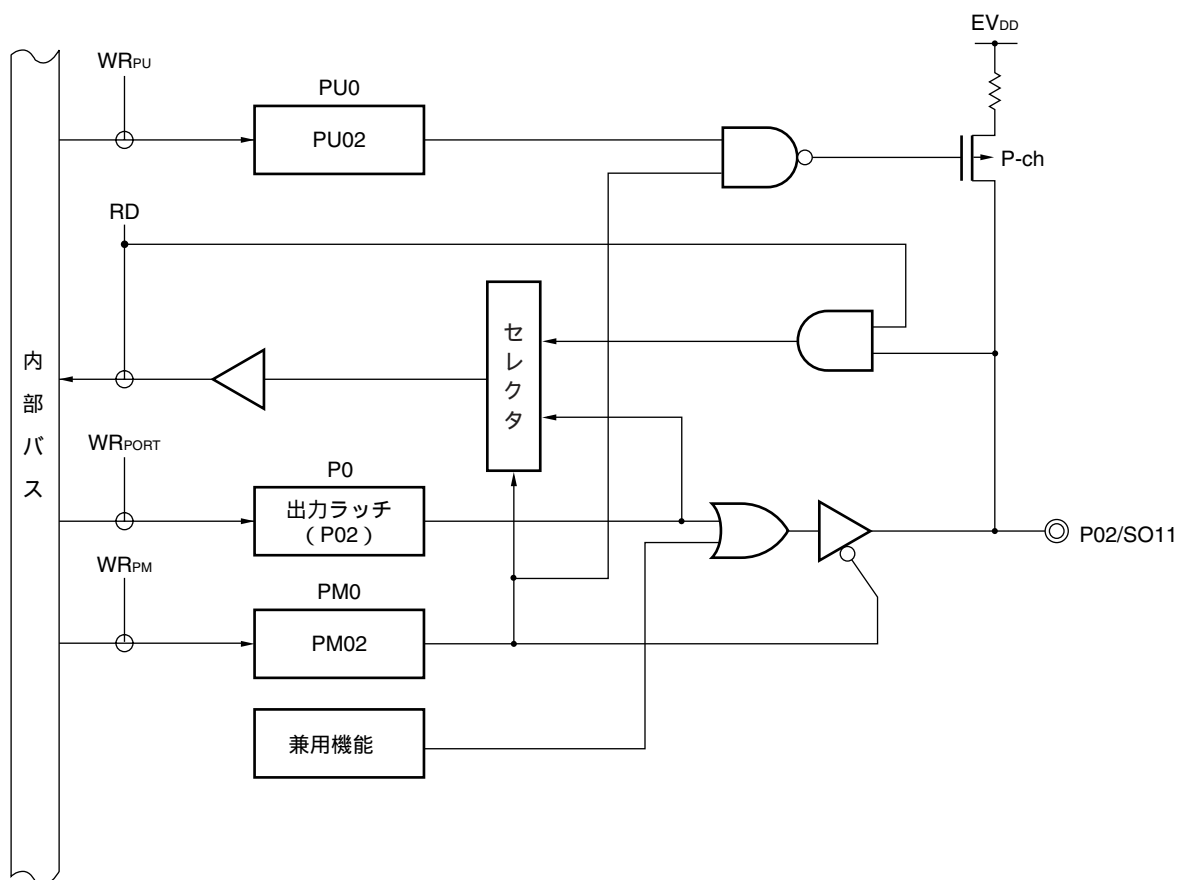 EVDD
WRPU
PU0
PU02
P-ch
RD
セレクタ
内部バス
WRPORT
P0
出力ラッチ
(P02)
P02/SO11
WRPM
PM0
PM02
兼用機能